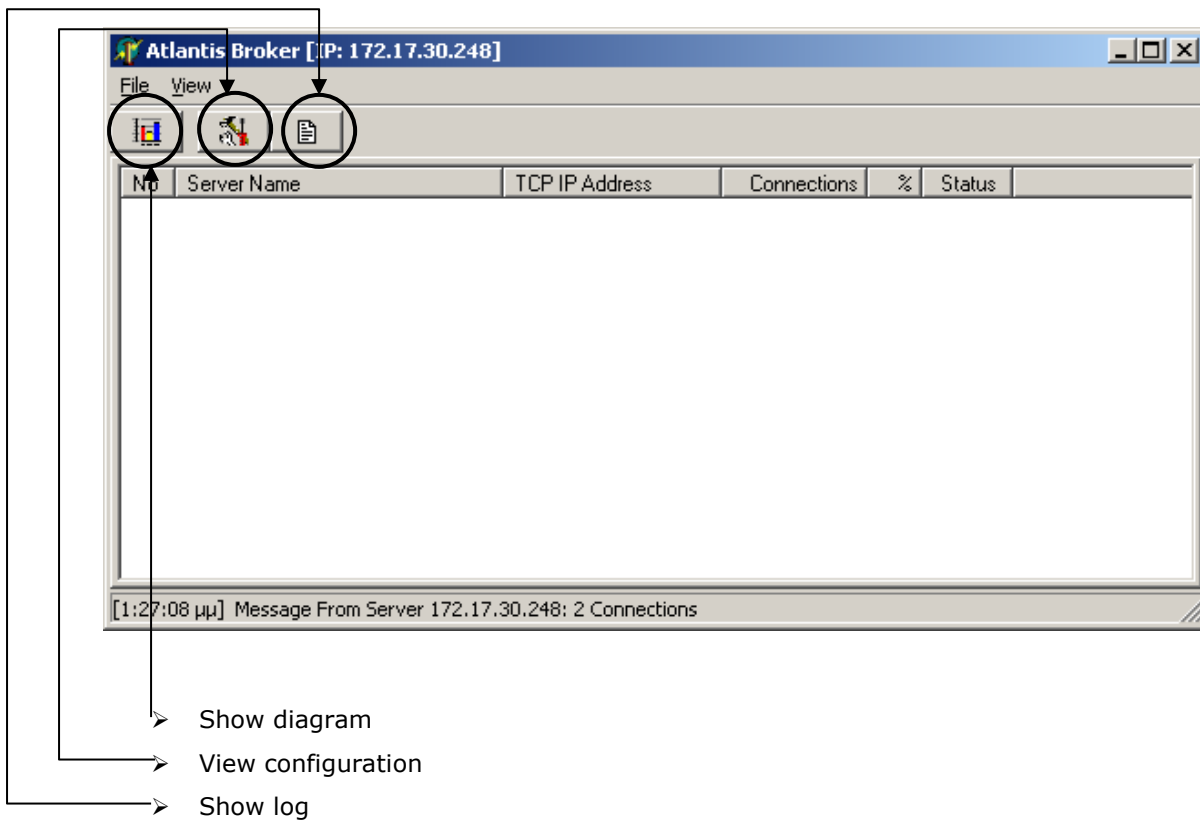 Atlantis Broker [IP: 172.17.30.248]
File View
No Server Name TCP IP Address Connections % Status
[1:27:08 μμ] Message From Server 172.17.30.248: 2 Connections
➢ Show diagram
➢ View configuration
➢ Show log